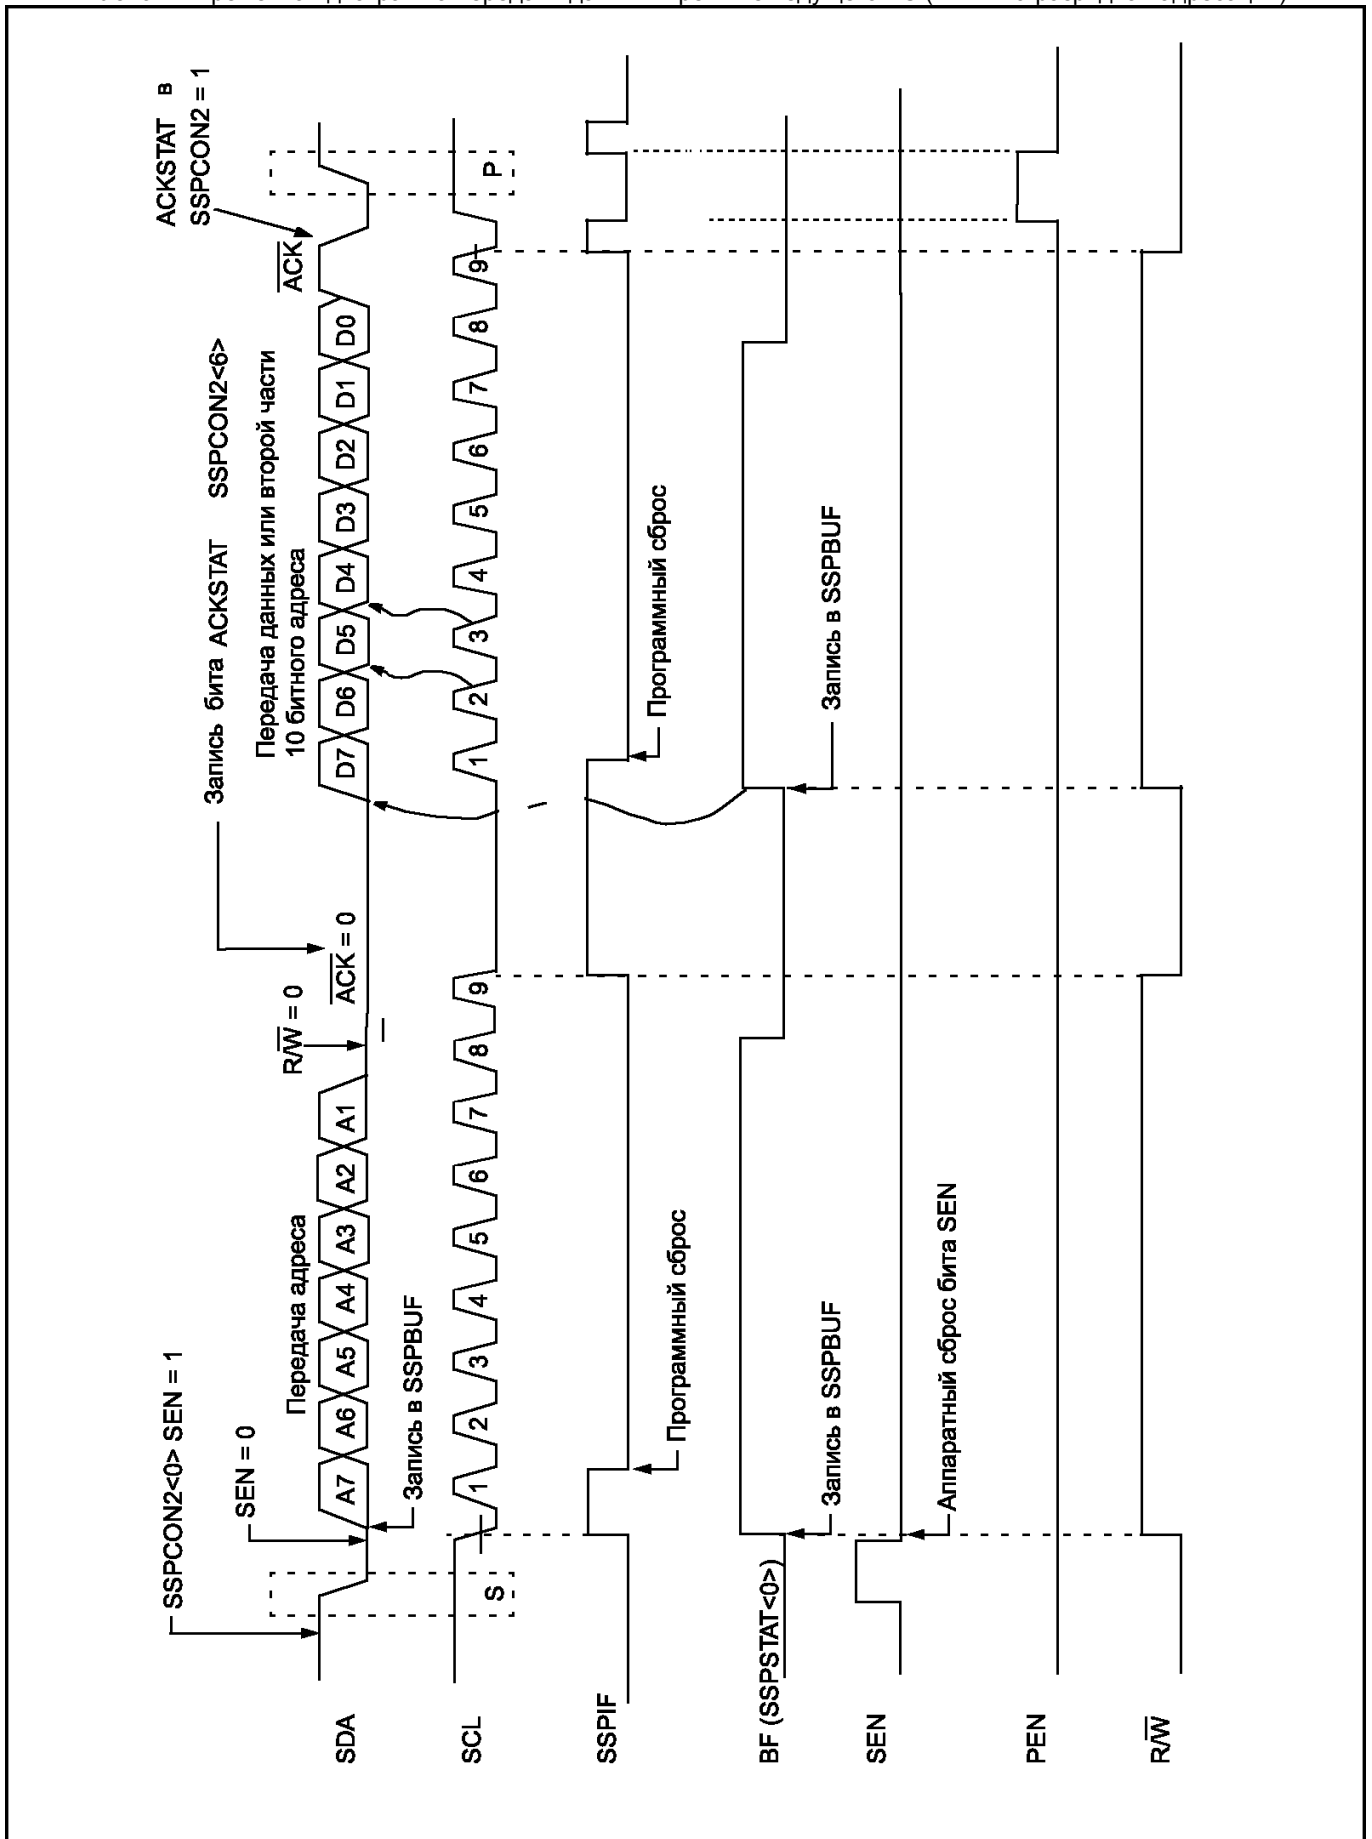 ACKSTAT в
SSPCON2 = 1
Запись бита ACKSTAT SSPCON2<6>
SSPCON2<0> SEN = 1
SEN = 0
Передача адреса
R/W = 0
ACK = 0
Передача данных или второй части
10 битного адреса
ACK
SDA
A7 A6 A5 A4 A3 A2 A1
D7 D6 D5 D4 D3 D2 D1 D0
Запись в SSPBUF
SCL
S
1 2 3 4 5 6 7 8 9
1 2 3 4 5 6 7 8 9
P
SSPIF
Программный сброс
Программный сброс
BF (SSPSTAT<0>)
Запись в SSPBUF
Запись в SSPBUF
SEN
Аппаратный сброс бита SEN
PEN
R/W